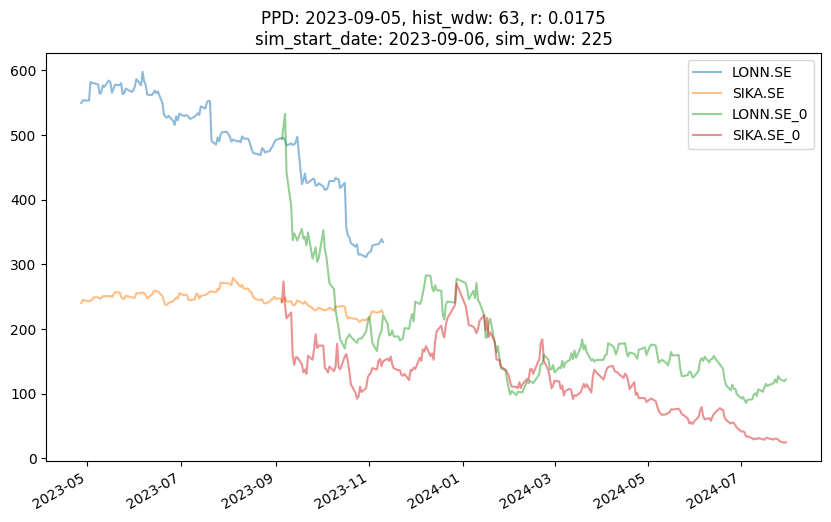 PPD: 2023-09-05, hist_wdw: 63, r: 0.0175
sim_start_date: 2023-09-06, sim_wdw: 225
LONN.SE
SIKA.SE
LONN.SE_0
SIKA.SE_0
600
500
400
300
200
100
0
2023-05
2023-07
2023-09
2023-11
2024-01
2024-03
2024-05
2024-07